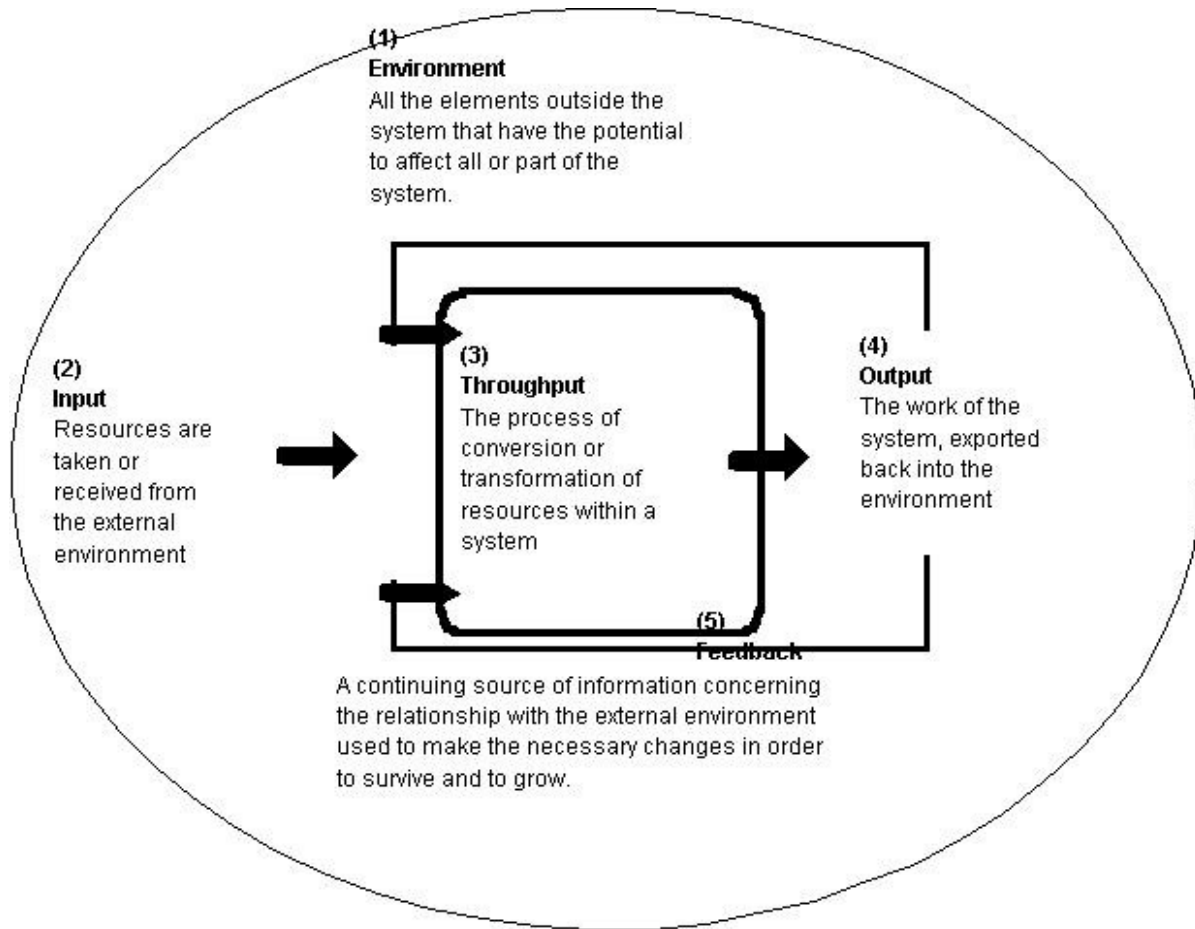 (1)
Environment
All the elements outside the
system that have the potential
to affect all or part of the
system.
(2)
Input
Resources are
taken or
received from
the external
environment
(3)
Throughput
The process of
conversion or
transformation of
resources within a
system
(4)
Output
The work of the
system, exported
back into the
environment
(5)
Feedback
A continuing source of information concerning
the relationship with the external environment
used to make the necessary changes in order
to survive and to grow.